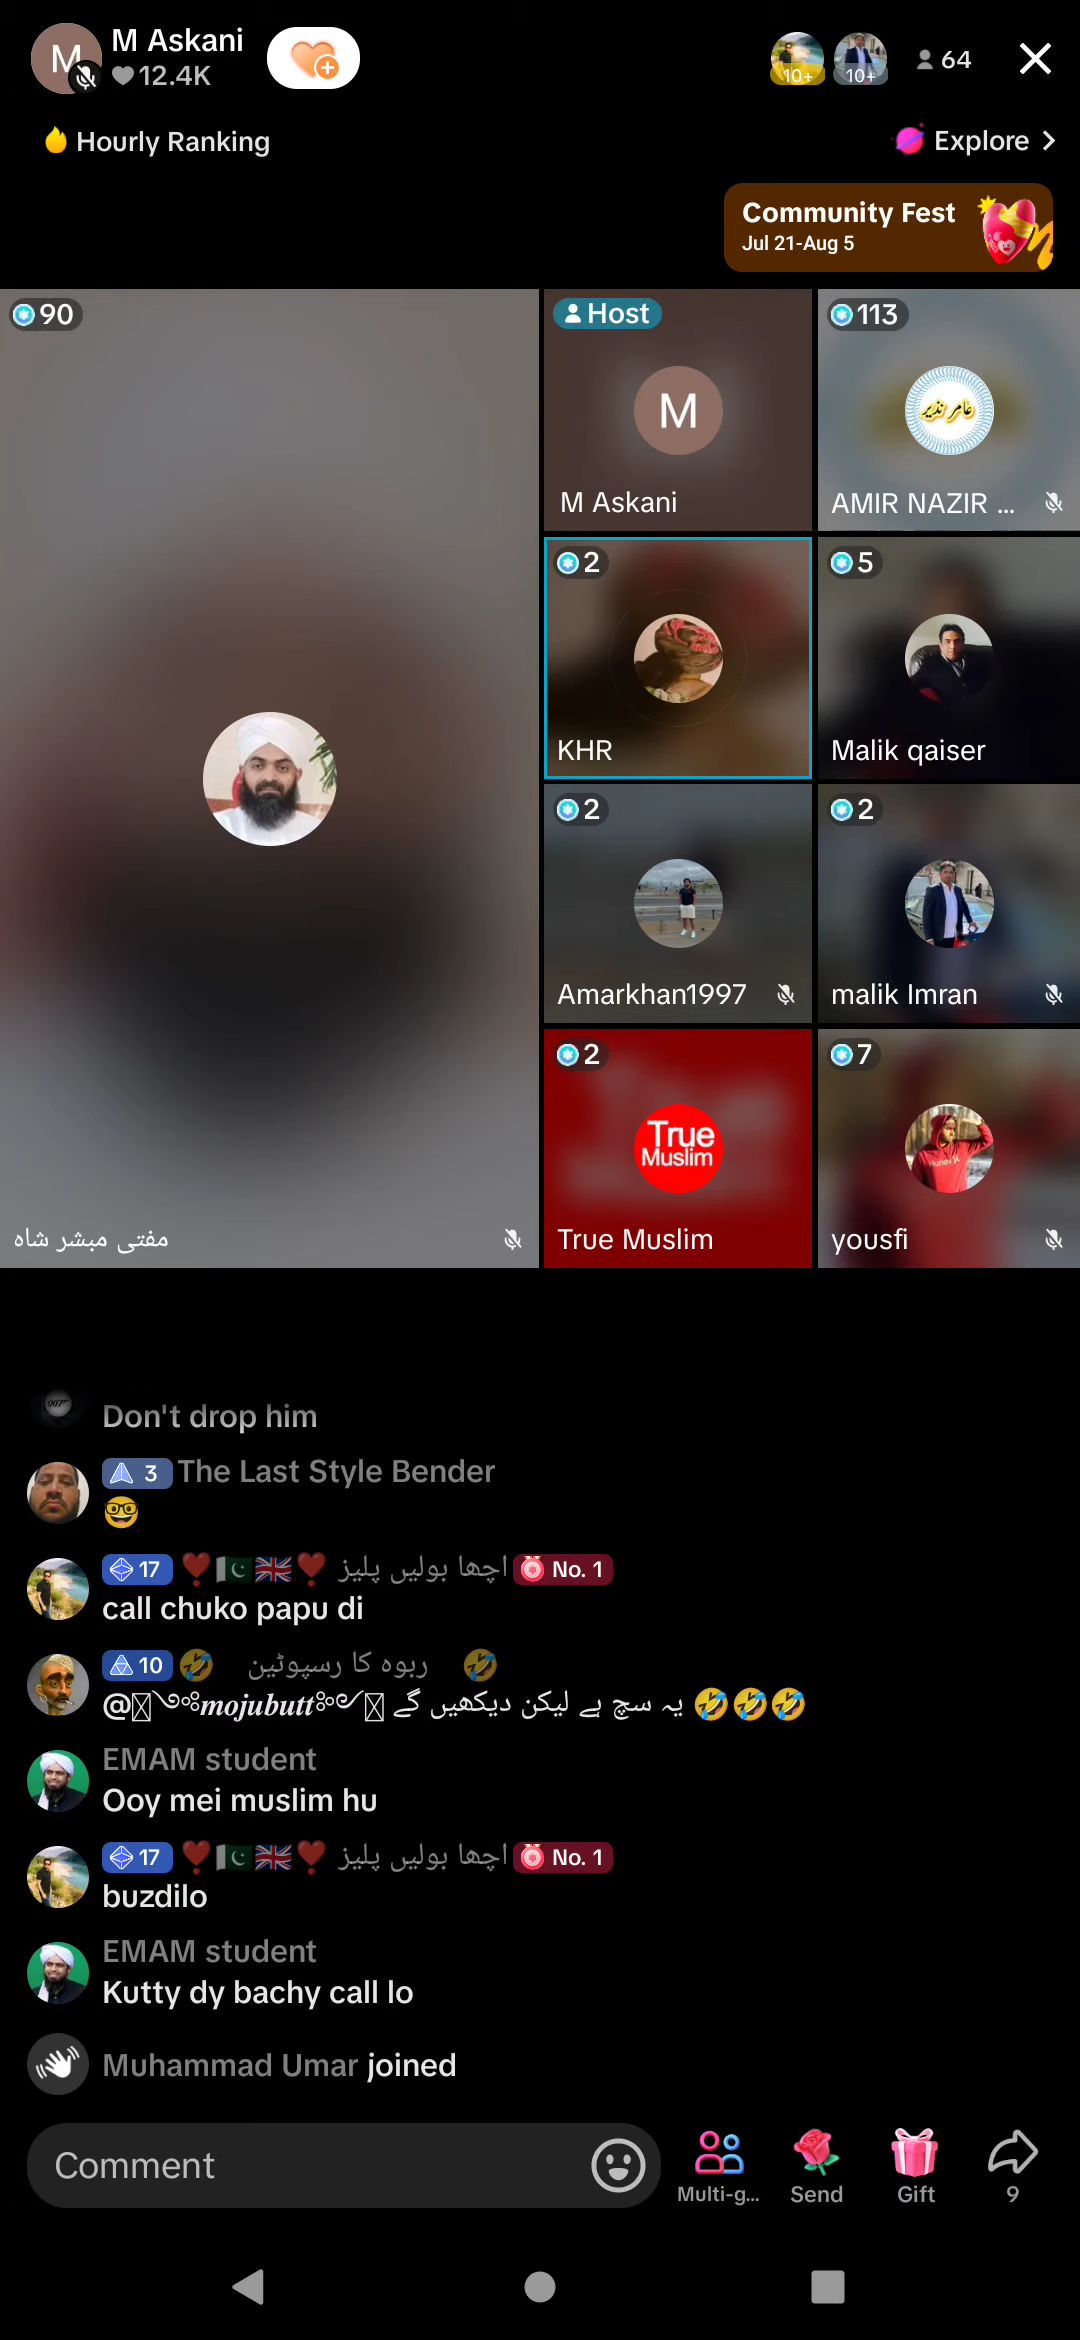 M Askani
12.4K
10+
10+
64
Hourly Ranking
Explore
Community Fest
Jul 21-Aug 5
90
Host
M
M Askani
113
عامر نذیر
AMIR NAZIR ...
2
KHR
5
Malik qaiser
2
Amarkhan1997
2
malik Imran
2
True
Muslim
True Muslim
7
yousfi
مفتی مبشر شاہ
007
Don't drop him
3 The Last Style Bender
🤓
17 ❣️🇵🇰🇬🇧❣️ اچھا بولیں پلیز No. 1
call chuko papu di
10 🤣 ربوہ کا رسپوٹین 🤣
@𝒎𝒐𝒋𝒖𝒃𝒖𝒕𝒕 یہ سچ ہے لیکن دیکھیں گے 🤣🤣🤣
EMAM student
Ooy mei muslim hu
17 ❣️🇵🇰🇬🇧❣️ اچھا بولیں پلیز No. 1
buzdilo
EMAM student
Kutty dy bachy call lo
Muhammad Umar joined
Comment
Multi-g...
Send
Gift
9